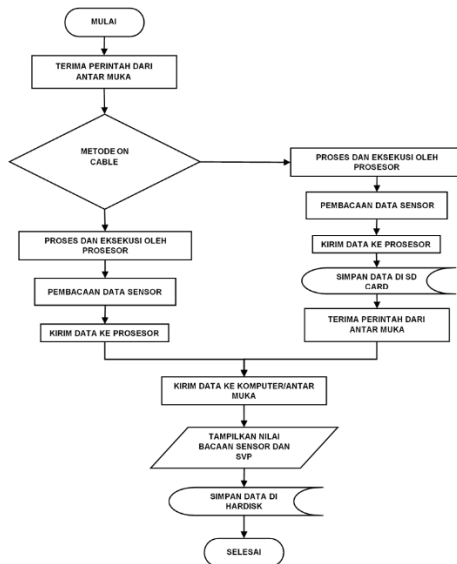 MULAI
TERIMA PERINTAH DARI
ANTAR MUKA
METODE ON
CABLE
PROSES DAN EKSEKUSI OLEH
PROSESOR
PEMBACAAN DATA SENSOR
KIRIM DATA KE PROSESOR
PROSES DAN EKSEKUSI OLEH
PROSESOR
PEMBACAAN DATA SENSOR
KIRIM DATA KE PROSESOR
SIMPAN DATA DI SD
CARD
TERIMA PERINTAH DARI
ANTAR MUKA
KIRIM DATA KE KOMPUTER/ANTAR
MUKA
TAMPILKAN NILAI
BACAAN SENSOR DAN
SVP
SIMPAN DATA DI
HARDISK
SELESAI